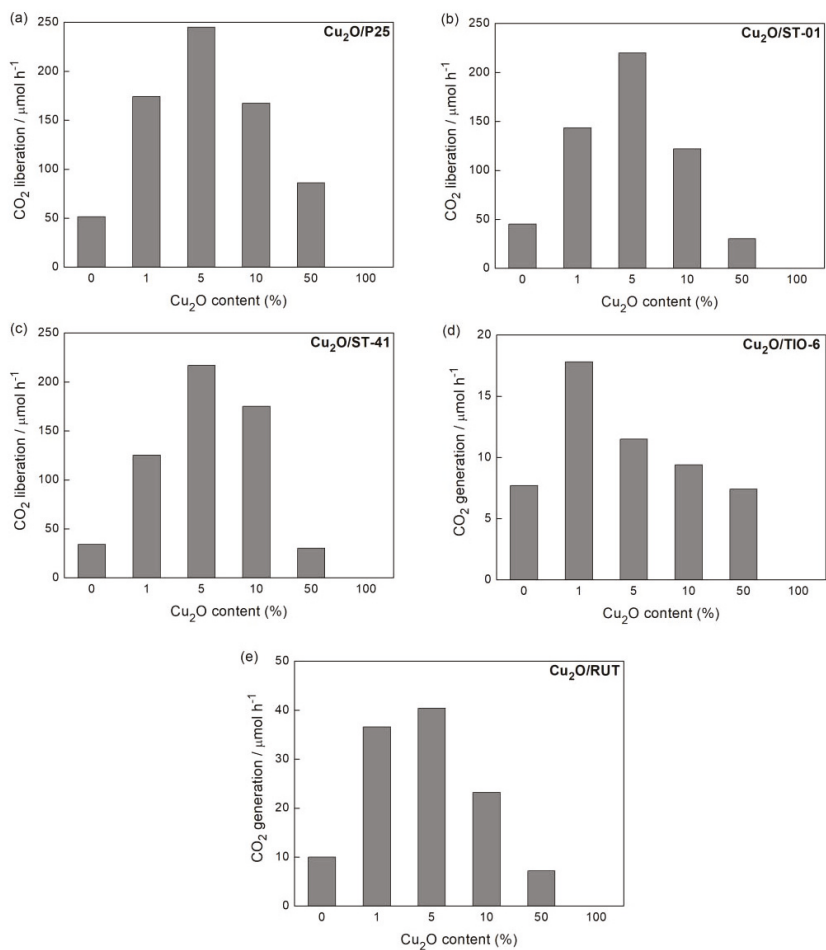 (a)
Cu₂O/P25
250
200
150
100
50
0
CO₂ liberation / μmol h⁻¹
0 1 5 10 50 100
Cu₂O content (%)
(b)
Cu₂O/ST-01
250
200
150
100
50
0
CO₂ liberation / μmol h⁻¹
0 1 5 10 50 100
Cu₂O content (%)
(c)
Cu₂O/ST-41
250
200
150
100
50
0
CO₂ liberation / μmol h⁻¹
0 1 5 10 50 100
Cu₂O content (%)
(d)
Cu₂O/TIO-6
20
15
10
5
0
CO₂ generation / μmol h⁻¹
0 1 5 10 50 100
Cu₂O content (%)
(e)
Cu₂O/RUT
50
40
30
20
10
0
CO₂ generation / μmol h⁻¹
0 1 5 10 50 100
Cu₂O content (%)